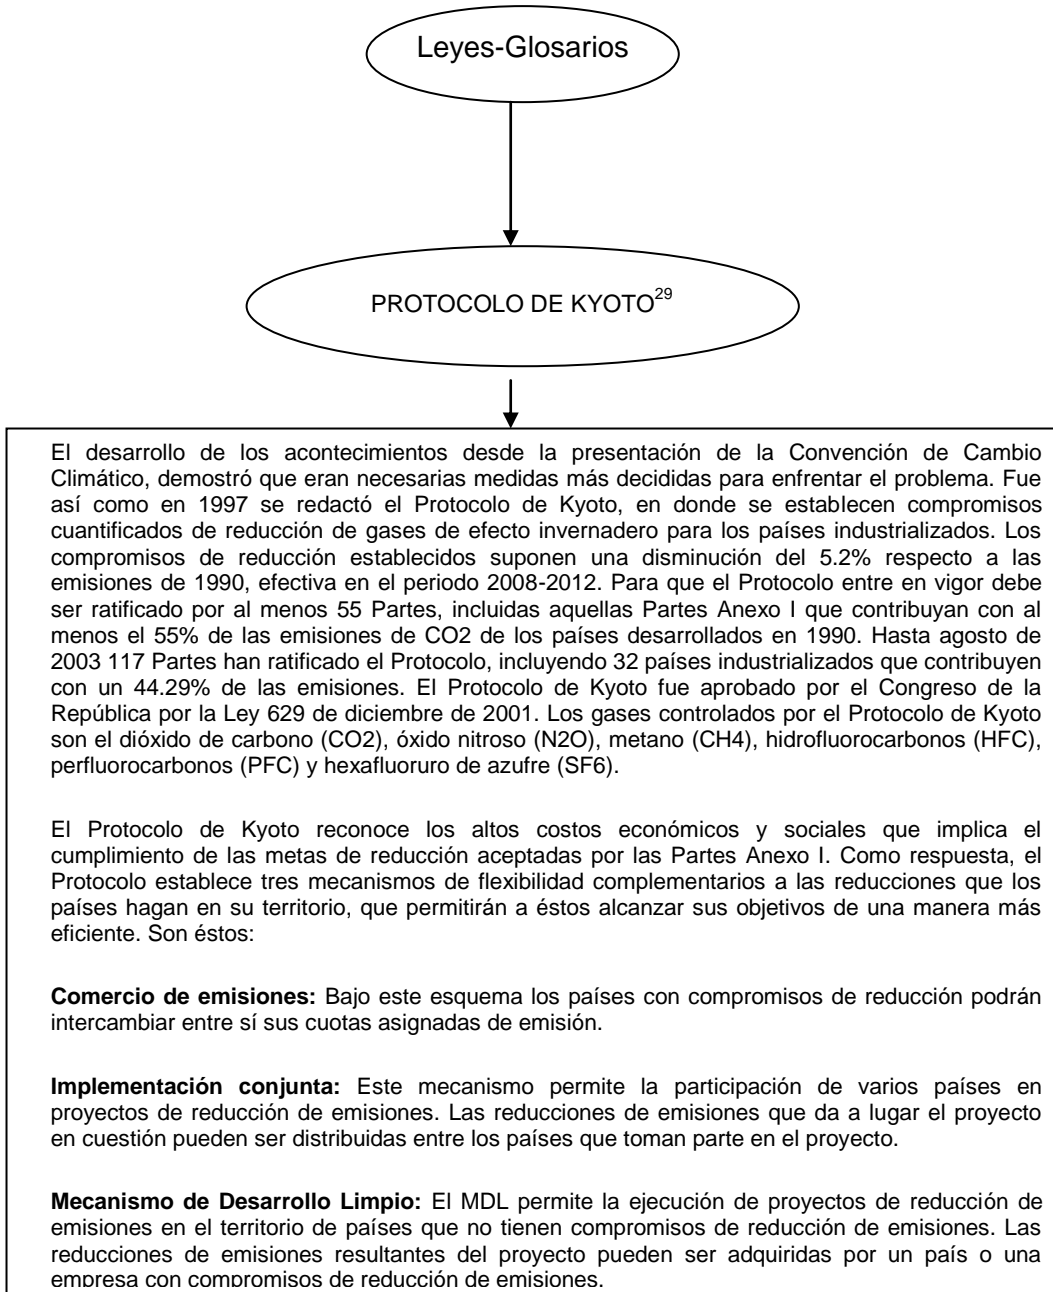 Leyes-Glosarios
PROTOCOLO DE KYOTO29
El desarrollo de los acontecimientos desde la presentación de la Convención de Cambio
Climático, demostró que eran necesarias medidas más decididas para enfrentar el problema. Fue
así como en 1997 se redactó el Protocolo de Kyoto, en donde se establecen compromisos
cuantificados de reducción de gases de efecto invernadero para los países industrializados. Los
compromisos de reducción establecidos suponen una disminución del 5.2% respecto a las
emisiones de 1990, efectiva en el periodo 2008-2012. Para que el Protocolo entre en vigor debe
ser ratificado por al menos 55 Partes, incluidas aquellas Partes Anexo I que contribuyan con al
menos el 55% de las emisiones de CO2 de los países desarrollados en 1990. Hasta agosto de
2003 117 Partes han ratificado el Protocolo, incluyendo 32 países industrializados que contribuyen
con un 44.29% de las emisiones. El Protocolo de Kyoto fue aprobado por el Congreso de la
República por la Ley 629 de diciembre de 2001. Los gases controlados por el Protocolo de Kyoto
son el dióxido de carbono (CO2), óxido nitroso (N2O), metano (CH4), hidrofluorocarbonos (HFC),
perfluorocarbonos (PFC) y hexafluoruro de azufre (SF6).
El Protocolo de Kyoto reconoce los altos costos económicos y sociales que implica el
cumplimiento de las metas de reducción aceptadas por las Partes Anexo I. Como respuesta, el
Protocolo establece tres mecanismos de flexibilidad complementarios a las reducciones que los
países hagan en su territorio, que permitirán a éstos alcanzar sus objetivos de una manera más
eficiente. Son éstos:
Comercio de emisiones: Bajo este esquema los países con compromisos de reducción podrán
intercambiar entre sí sus cuotas asignadas de emisión.
Implementación conjunta: Este mecanismo permite la participación de varios países en
proyectos de reducción de emisiones. Las reducciones de emisiones que da a lugar el proyecto
en cuestión pueden ser distribuidas entre los países que toman parte en el proyecto.
Mecanismo de Desarrollo Limpio: El MDL permite la ejecución de proyectos de reducción de
emisiones en el territorio de países que no tienen compromisos de reducción de emisiones. Las
reducciones de emisiones resultantes del proyecto pueden ser adquiridas por un país o una
empresa con compromisos de reducción de emisiones.